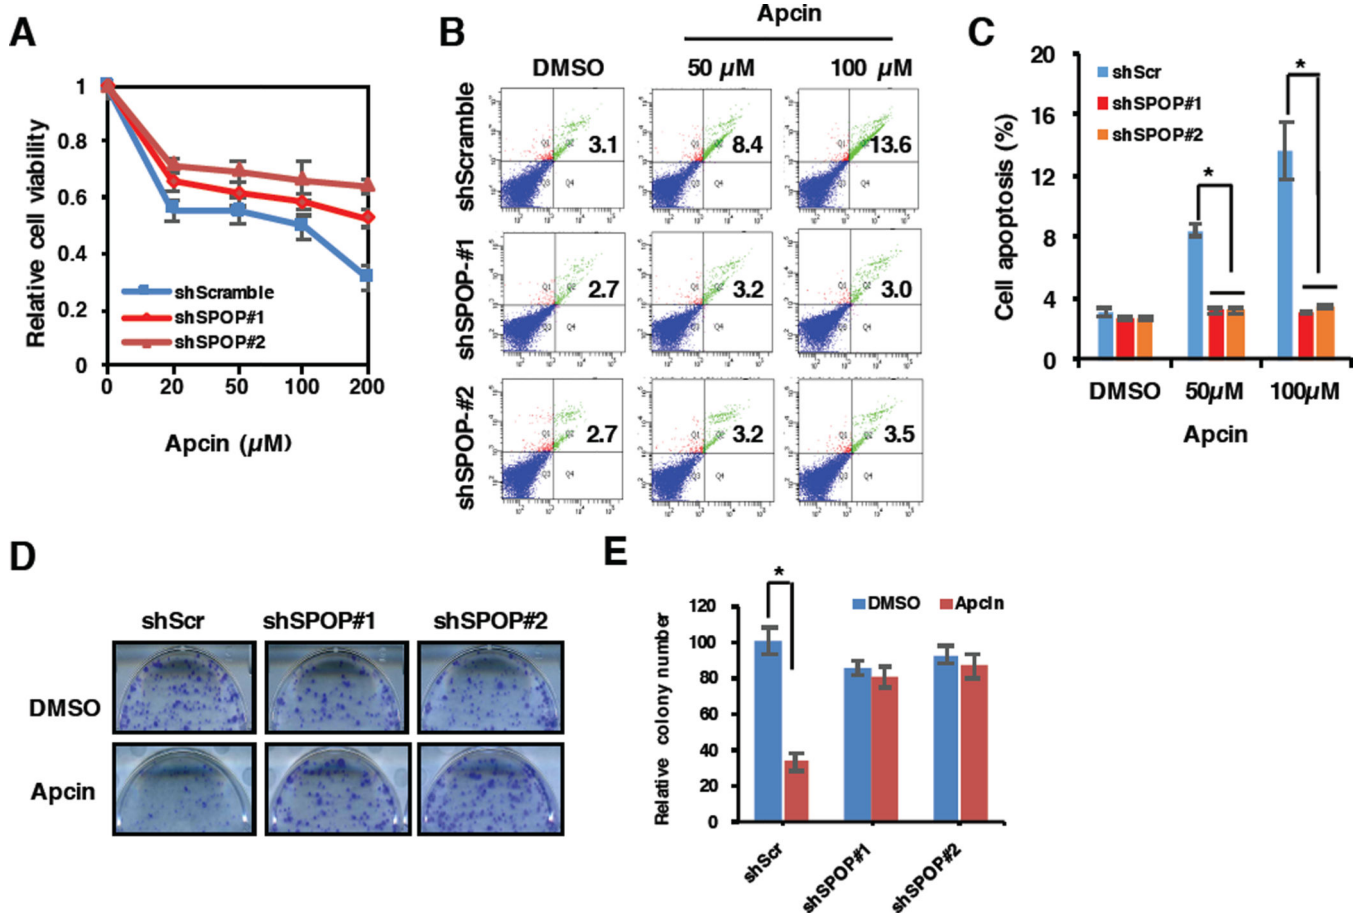 A
1
0.8
0.6
0.4
0.2
0
Relative cell viability
shScramble
shSPOP#1
shSPOP#2
0 20 50 100 200
Apcin (µM)
B
Apcin
DMSO 50 µM 100 µM
shScramble
3.1 8.4 13.6
shSPOP-#1
2.7 3.2 3.0
shSPOP-#2
2.7 3.2 3.5
C
20
16
12
8
4
0
Cell apoptosis (%)
shScr
shSPOP#1
shSPOP#2
*
*
DMSO 50µM 100µM
Apcin
D
shScr shSPOP#1 shSPOP#2
DMSO
Apcin
E
*
DMSO Apcin
120
100
80
60
40
20
0
Relative colony number
shScr shSPOP#1 shSPOP#2